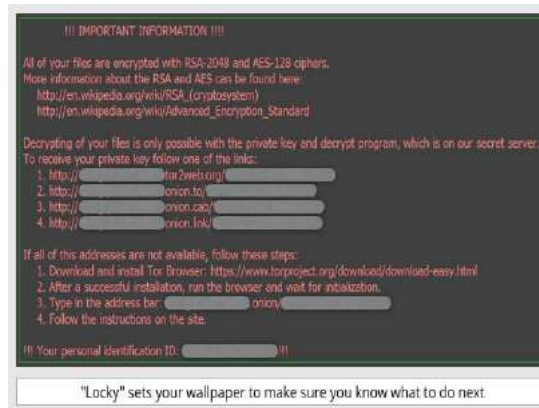 !!! IMPORTANT INFORMATION !!!!
All of your files are encrypted with RSA-2048 and AES-128 ciphers.
More information about the RSA and AES can be found here:
http://en.wikipedia.org/wiki/RSA_(cryptosystem)
http://en.wikipedia.org/wiki/Advanced_Encryption_Standard
Decrypting of your files is only possible with the private key and decrypt program, which is on our secret server.
To receive your private key follow one of the links:
1. http:// tor2web.org/
2. http:// onion.to/
3. http:// onion.cab/
4. http:// onion.link/
If all of this addresses are not available, follow these steps:
1. Download and install Tor Browser: https://www.torproject.org/download/download-easy.html
2. After a successful installation, run the browser and wait for initialization.
3. Type in the address bar: onion/
4. Follow the instructions on the site.
!!! Your personal identification ID: !!!
"Locky" sets your wallpaper to make sure you know what to do next